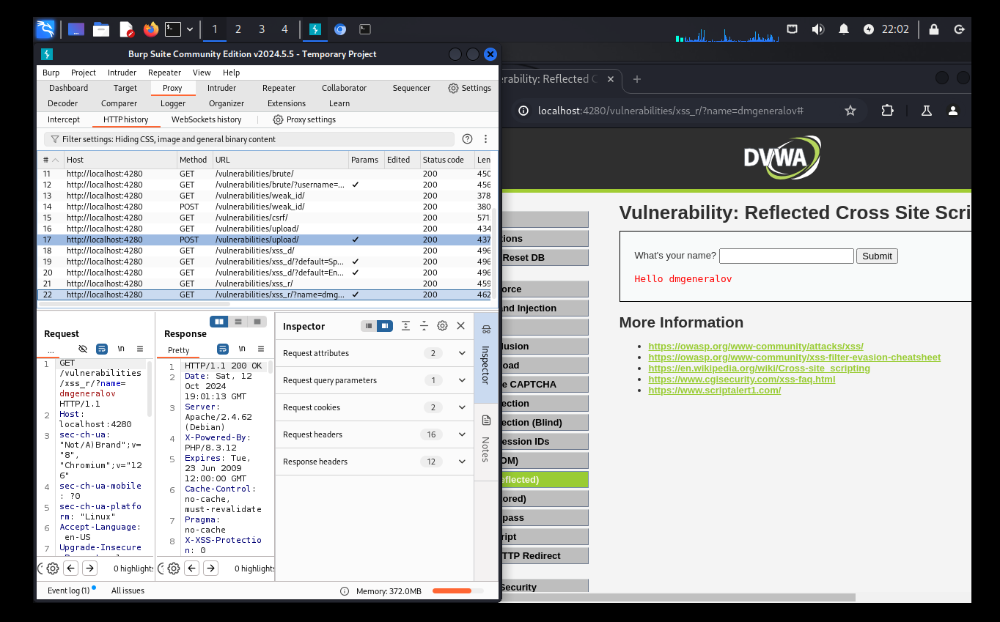 1
2
3
4
22:02
Burp Suite Community Edition v2024.5.5 - Temporary Project
Burp Project Intruder Repeater View Help
Dashboard Target Proxy Intruder Repeater Collaborator Sequencer Settings
Decoder Comparer Logger Organizer Extensions Learn
Intercept HTTP history WebSockets history Proxy settings
Filter settings: Hiding CSS, image and general binary content
# Host Method URL Params Edited Status code Len
11 http://localhost:4280 GET /vulnerabilities/brute/ 200 450
12 http://localhost:4280 GET /vulnerabilities/brute/?username=... ✓ 200 456
13 http://localhost:4280 GET /vulnerabilities/weak_id/ 200 378
14 http://localhost:4280 POST /vulnerabilities/weak_id/ 200 380
15 http://localhost:4280 GET /vulnerabilities/csrf/ 200 571
16 http://localhost:4280 GET /vulnerabilities/upload/ 200 434
17 http://localhost:4280 POST /vulnerabilities/upload/ ✓ 200 437
18 http://localhost:4280 GET /vulnerabilities/xss_d/ 200 496
19 http://localhost:4280 GET /vulnerabilities/xss_d/?default=Sp... ✓ 200 496
20 http://localhost:4280 GET /vulnerabilities/xss_d/?default=En... ✓ 200 496
21 http://localhost:4280 GET /vulnerabilities/xss_r/ 200 459
22 http://localhost:4280 GET /vulnerabilities/xss_r/?name=dmg... ✓ 200 462
Request
... \n
1 GET
/vulnerabilities
/xss_r/?name=
dmgeneralov
HTTP/1.1
2 Host:
localhost:4280
3 sec-ch-ua:
"Not/A)Brand";v=
"8",
"Chromium";v="12
6"
4 sec-ch-ua-mobile
: ?0
5 sec-ch-ua-platfo
rm: "Linux"
6 Accept-Language:
en-US
7 Upgrade-Insecure
0 highlights
Response
Pretty \n
1 HTTP/1.1 200 OK
2 Date: Sat, 12
Oct 2024
19:01:13 GMT
3 Server:
Apache/2.4.62
(Debian)
4 X-Powered-By:
PHP/8.3.12
5 Expires: Tue,
23 Jun 2009
12:00:00 GMT
6 Cache-Control:
no-cache,
must-revalidate
7 Pragma:
no-cache
8 X-XSS-Protectio
n: 0
0 highlights
Inspector
Request attributes 2
Request query parameters 1
Request cookies 2
Request headers 16
Response headers 12
Inspector
Notes
Event log (1) All issues
Memory: 372.0MB
erability: Reflected C
localhost:4280/vulnerabilities/xss_r/?name=dmgeneralov#
DVWA
tions
Reset DB
orce
nd Injection
lusion
oad
e CAPTCHA
ection
ection (Blind)
ession IDs
OM)
eflected)
ored)
pass
ript
TTP Redirect
Security
Vulnerability: Reflected Cross Site Scri
What's your name? Submit
Hello dmgeneralov
More Information
https://owasp.org/www-community/attacks/xss/
https://owasp.org/www-community/xss-filter-evasion-cheatsheet
https://en.wikipedia.org/wiki/Cross-site_scripting
https://www.cgisecurity.com/xss-faq.html
https://www.scriptalert1.com/